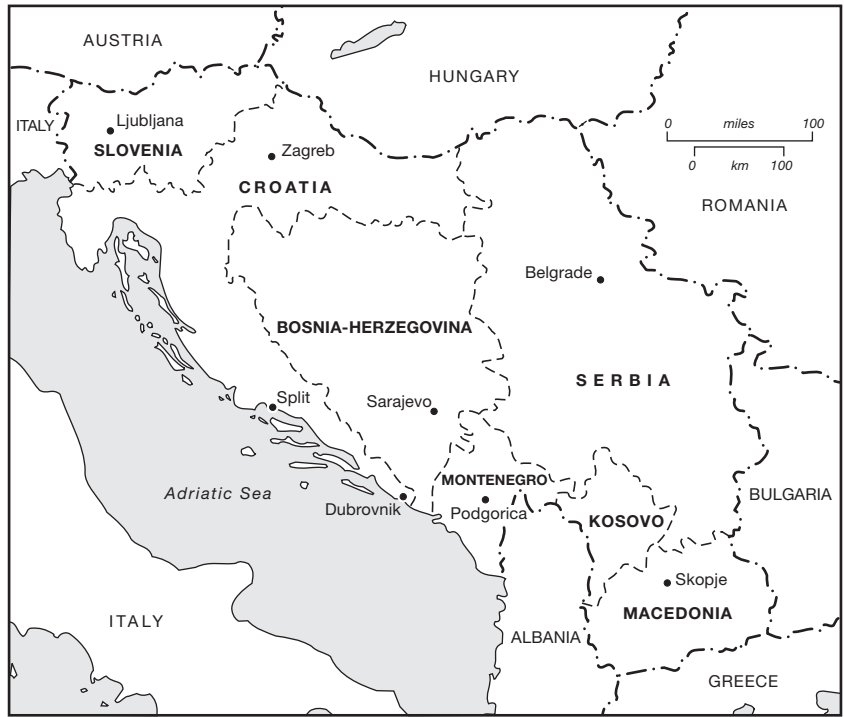 AUSTRIA
HUNGARY
ITALY
Ljubljana
SLOVENIA
Zagreb
CROATIA
0 miles 100
0 km 100
ROMANIA
Belgrade
BOSNIA-HERZEGOVINA
SERBIA
Split
Sarajevo
MONTENEGRO
Adriatic Sea
Dubrovnik
Podgorica
KOSOVO
BULGARIA
Skopje
MACEDONIA
ITALY
ALBANIA
GREECE